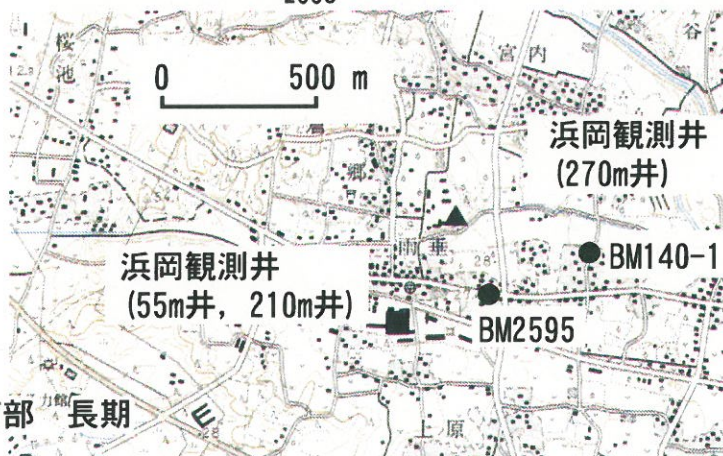 宮内
谷
桜
池
0 500 m
浜岡観測井
(270m井)
郷
BM140-1
浜岡観測井
(55m井, 210m井)
28
BM2595
部 長期
上原